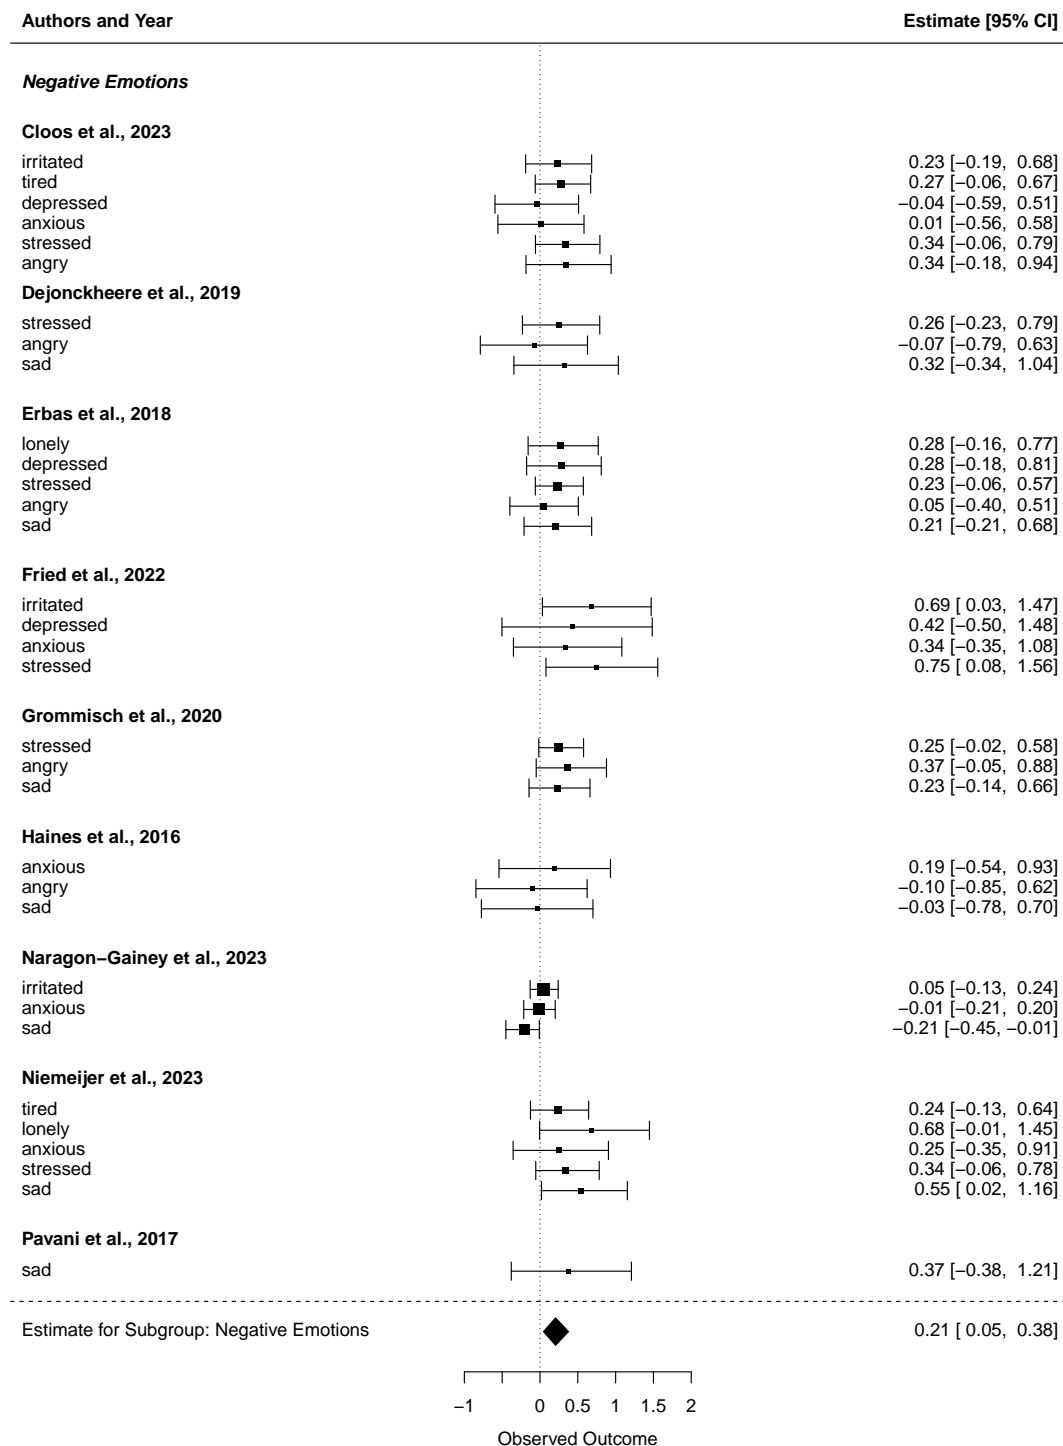 Authors and Year Estimate [95% CI]
Negative Emotions
Cloos et al., 2023
irritated 0.23 [−0.19, 0.68]
tired 0.27 [−0.06, 0.67]
depressed −0.04 [−0.59, 0.51]
anxious 0.01 [−0.56, 0.58]
stressed 0.34 [−0.06, 0.79]
angry 0.34 [−0.18, 0.94]
Dejonckheere et al., 2019
stressed 0.26 [−0.23, 0.79]
angry −0.07 [−0.79, 0.63]
sad 0.32 [−0.34, 1.04]
Erbas et al., 2018
lonely 0.28 [−0.16, 0.77]
depressed 0.28 [−0.18, 0.81]
stressed 0.23 [−0.06, 0.57]
angry 0.05 [−0.40, 0.51]
sad 0.21 [−0.21, 0.68]
Fried et al., 2022
irritated 0.69 [ 0.03, 1.47]
depressed 0.42 [−0.50, 1.48]
anxious 0.34 [−0.35, 1.08]
stressed 0.75 [ 0.08, 1.56]
Grommisch et al., 2020
stressed 0.25 [−0.02, 0.58]
angry 0.37 [−0.05, 0.88]
sad 0.23 [−0.14, 0.66]
Haines et al., 2016
anxious 0.19 [−0.54, 0.93]
angry −0.10 [−0.85, 0.62]
sad −0.03 [−0.78, 0.70]
Naragon−Gainey et al., 2023
irritated 0.05 [−0.13, 0.24]
anxious −0.01 [−0.21, 0.20]
sad −0.21 [−0.45, −0.01]
Niemeijer et al., 2023
tired 0.24 [−0.13, 0.64]
lonely 0.68 [−0.01, 1.45]
anxious 0.25 [−0.35, 0.91]
stressed 0.34 [−0.06, 0.78]
sad 0.55 [ 0.02, 1.16]
Pavani et al., 2017
sad 0.37 [−0.38, 1.21]
Estimate for Subgroup: Negative Emotions 0.21 [ 0.05, 0.38]
−1 0 0.5 1 1.5 2
Observed Outcome